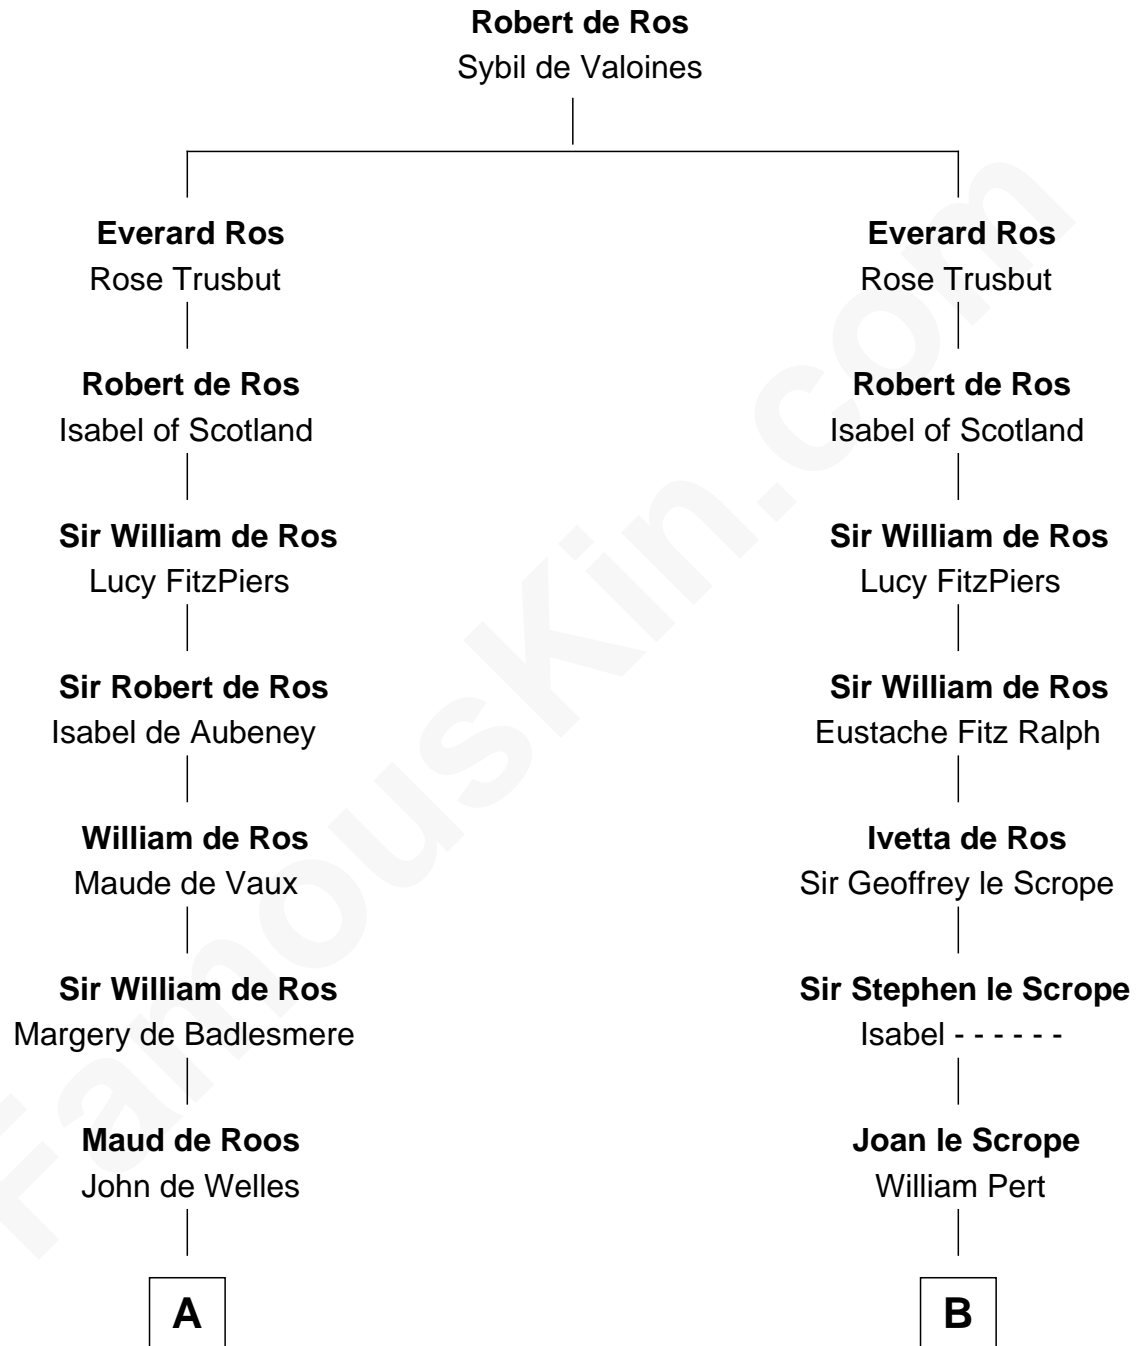 Robert de Ros
Sybil de Valoines
Everard Ros
Rose Trusbut
Everard Ros
Rose Trusbut
Robert de Ros
Isabel of Scotland
Robert de Ros
Isabel of Scotland
Sir William de Ros
Lucy FitzPiers
Sir William de Ros
Lucy FitzPiers
Sir Robert de Ros
Isabel de Aubeney
Sir William de Ros
Eustache Fitz Ralph
William de Ros
Maude de Vaux
Ivetta de Ros
Sir Geoffrey le Scrope
Sir William de Ros
Margery de Badlesmere
Sir Stephen le Scrope
Isabel - - - - - -
Maud de Roos
John de Welles
Joan le Scrope
William Pert
A
B
FamousKin.com